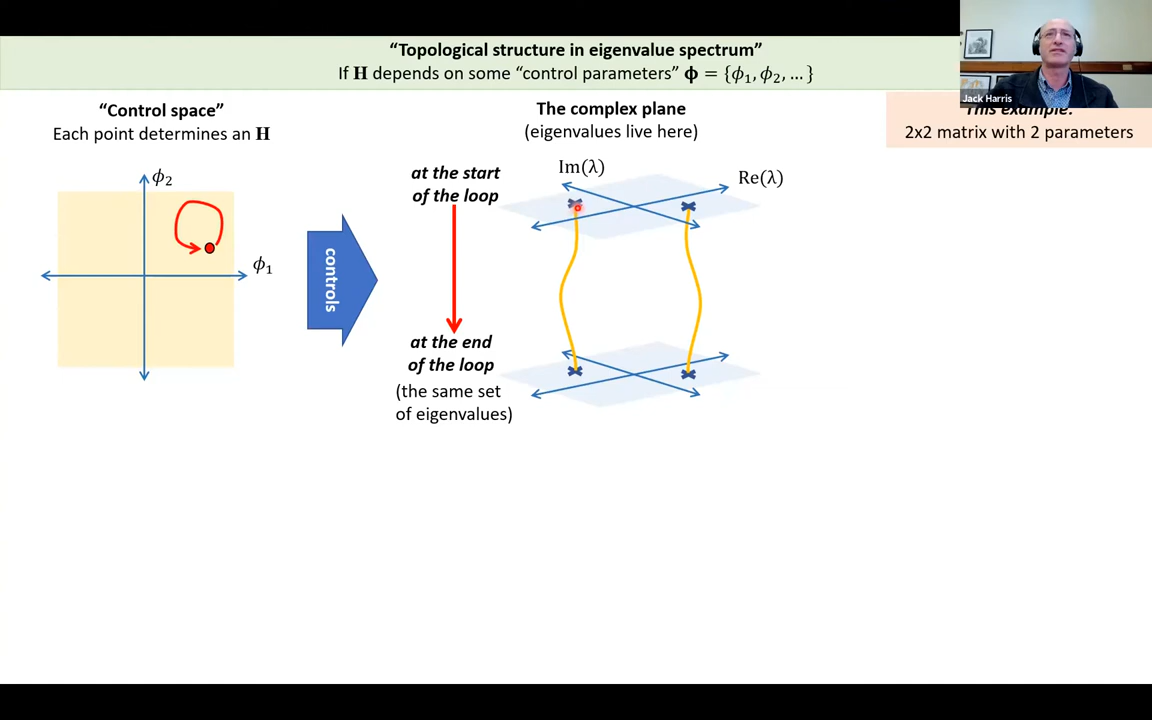 “Topological structure in eigenvalue spectrum”
If H depends on some “control parameters” ϕ = {ϕ₁, ϕ₂, … }
Jack Harris
“Control space”
Each point determines an H
ϕ₂
ϕ₁
controls
at the start
of the loop
at the end
of the loop
(the same set
of eigenvalues)
The complex plane
(eigenvalues live here)
Im(λ)
Re(λ)
This example:
2x2 matrix with 2 parameters